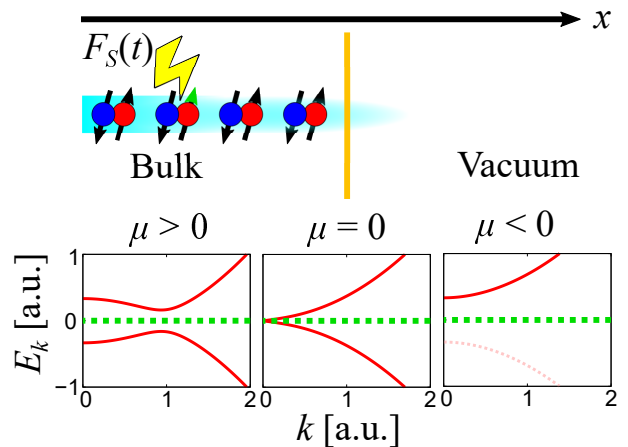 x
F_S(t)
Bulk
Vacuum
μ > 0
μ = 0
μ < 0
E_k [a.u.]
1
0
−1
0 1 2
0 1 2
0 1 2
k [a.u.]